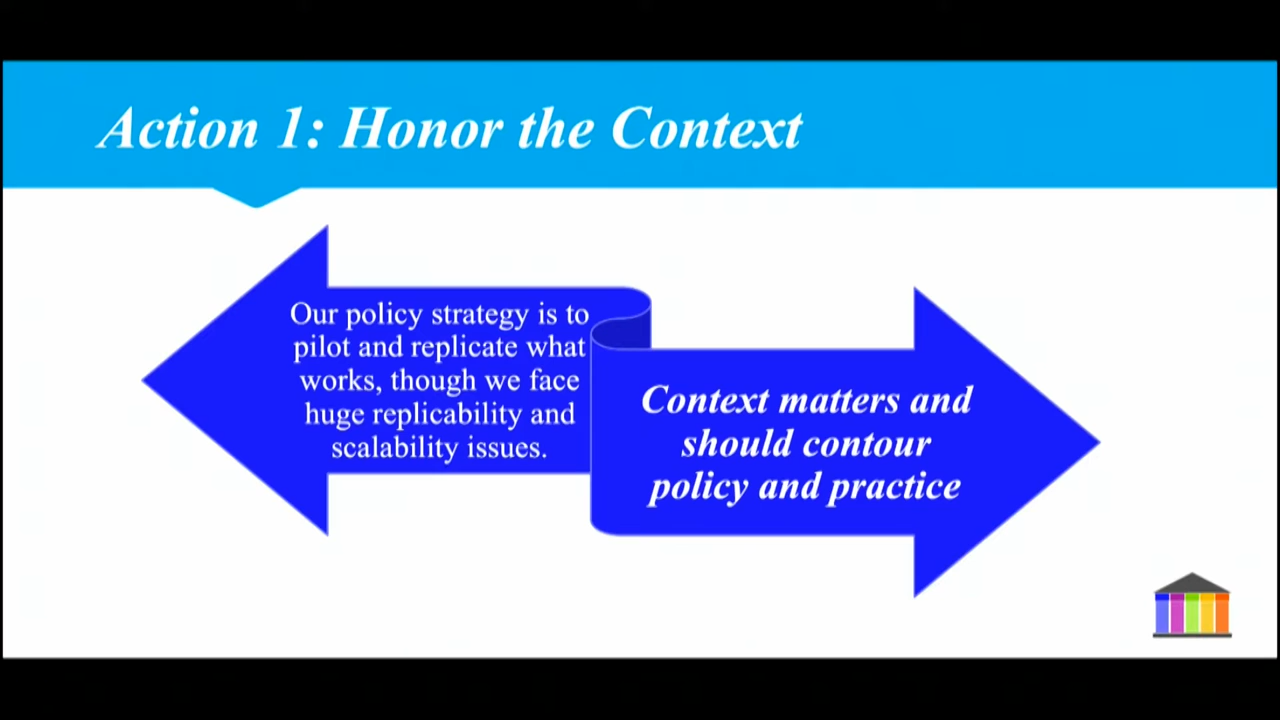 Action 1: Honor the Context
Our policy strategy is to
pilot and replicate what
works, though we face
huge replicability and
scalability issues.
Context matters and
should contour
policy and practice